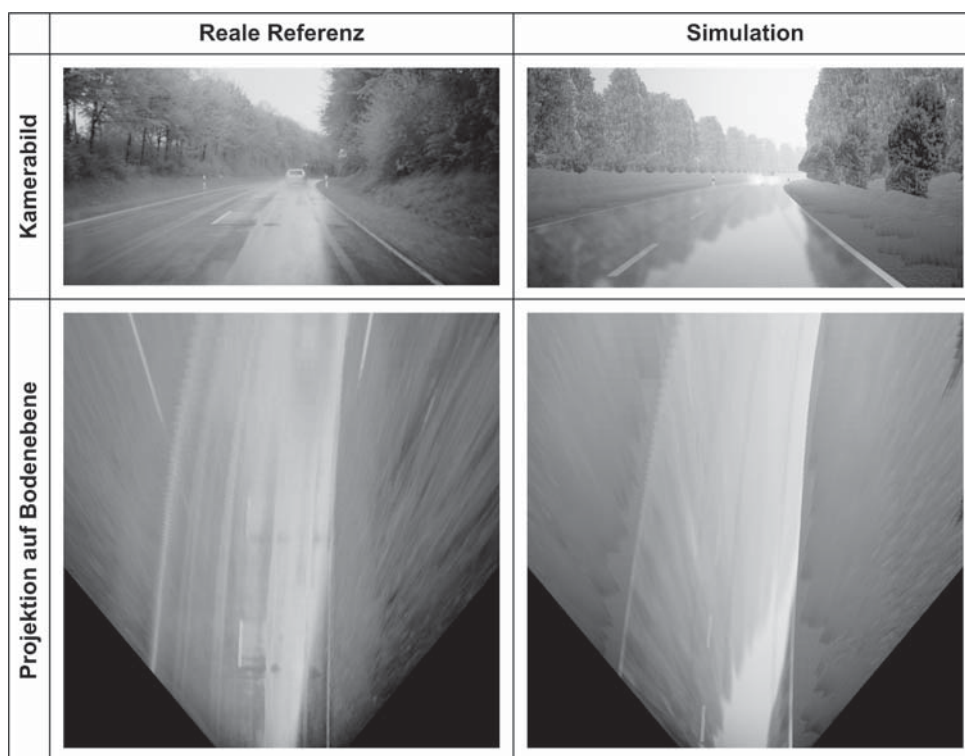 Reale Referenz
Simulation
Kamerabild
Projektion auf Bodenebene